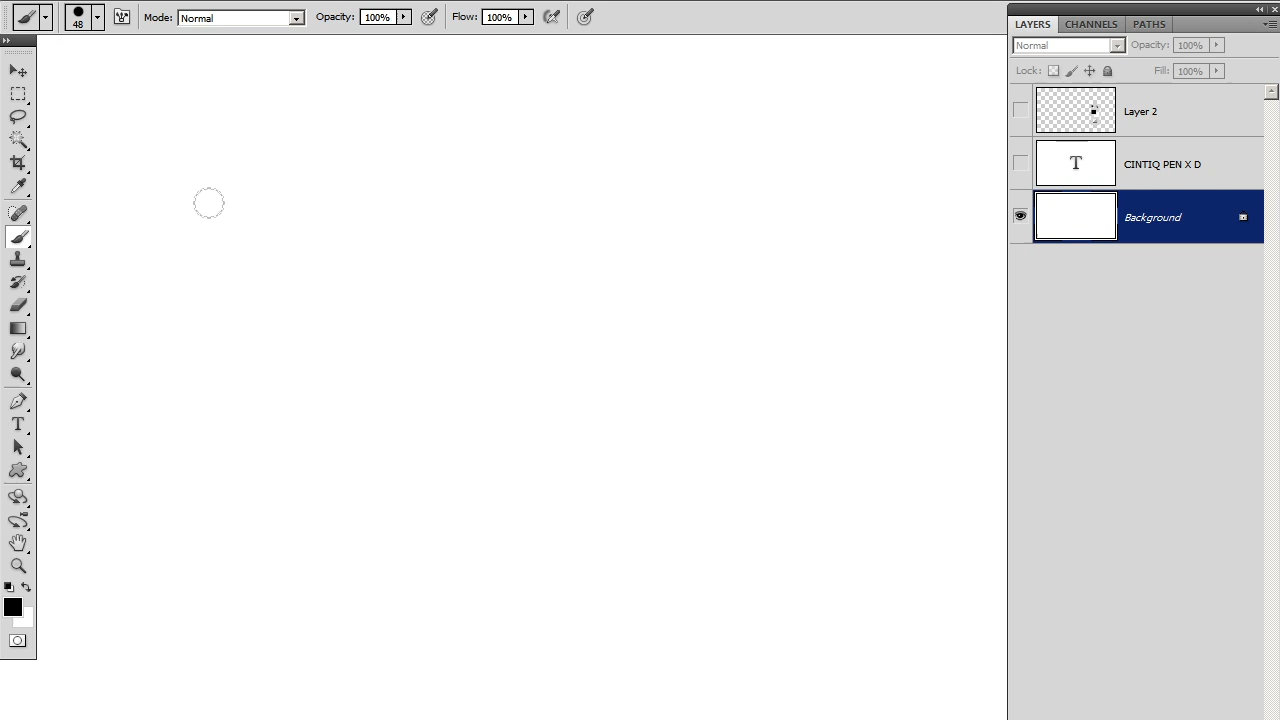 48 Mode: Normal Opacity: 100% Flow: 100%
LAYERS CHANNELS PATHS
Normal Opacity: 100%
Lock: Fill: 100%
Layer 2
T CINTIQ PEN X D
Background
T